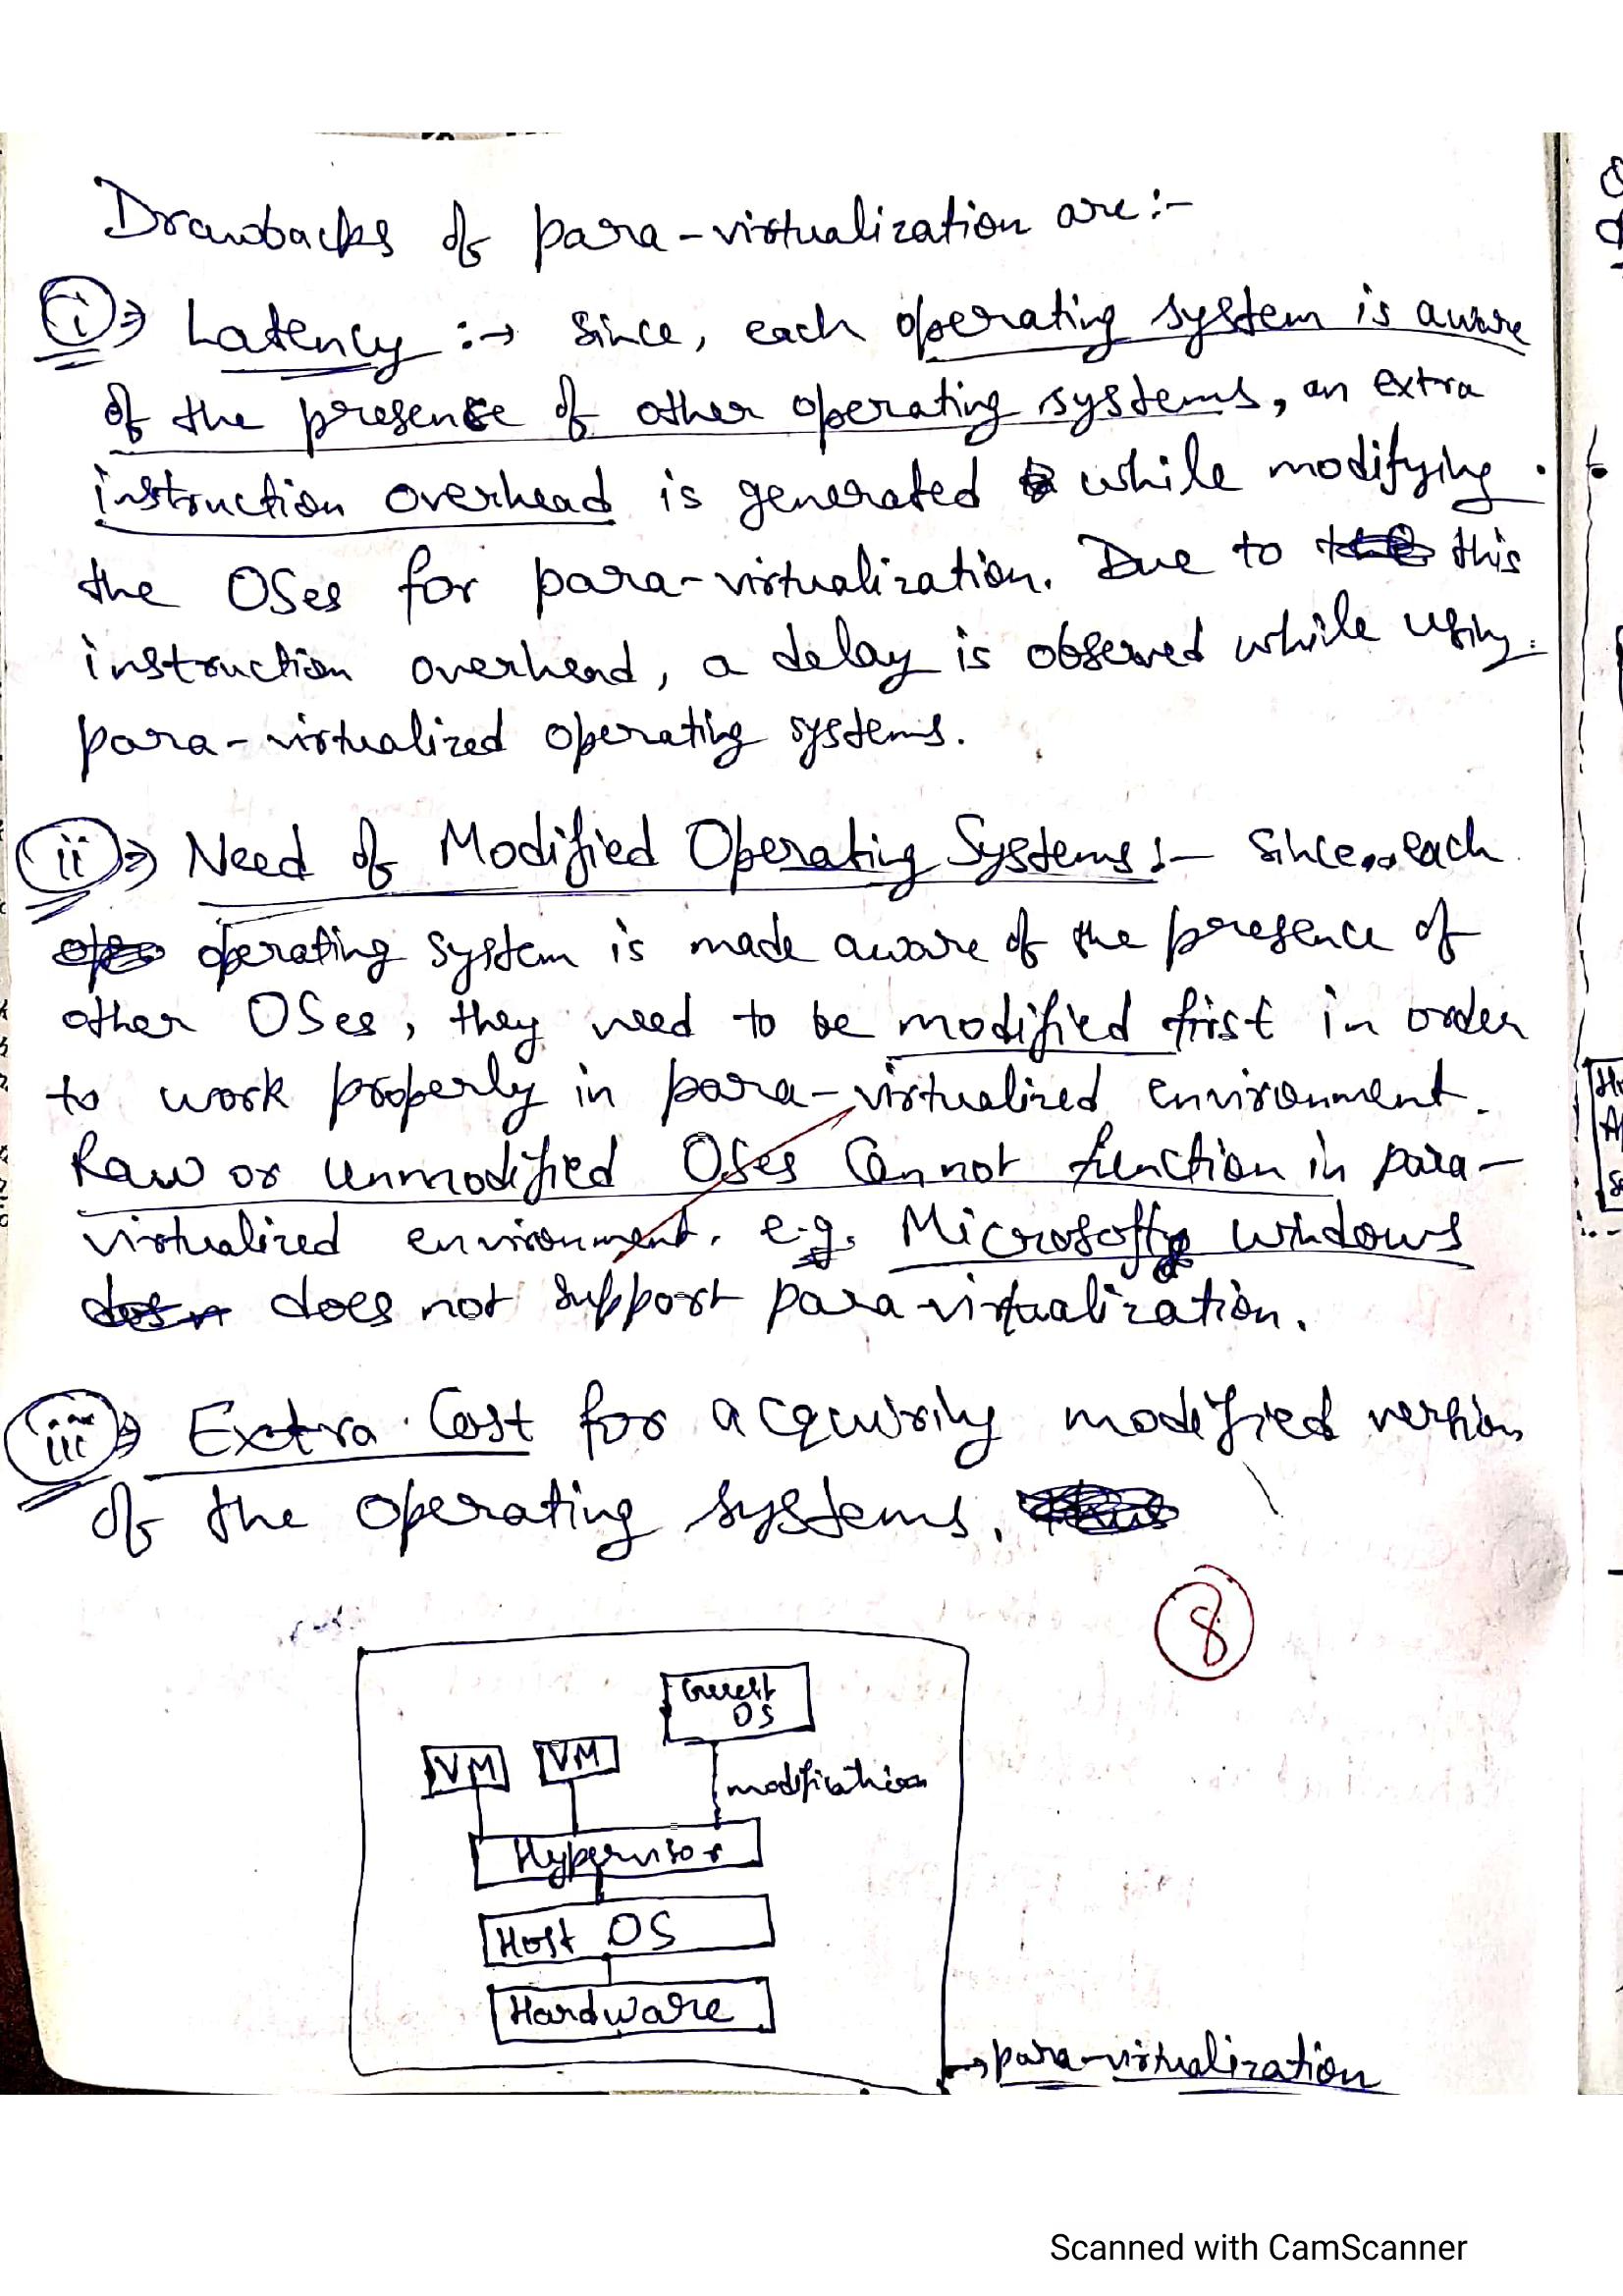 Drawbacks of para-virtualization are:-
(i)⇒ Latency :→ Since, each operating system is aware
of the presence of other operating systems, an extra
instruction overhead is generated while modifying
the OSes for para-virtualization. Due to this
instruction overhead, a delay is observed while using
para-virtualized operating systems.
(ii)⇒ Need of Modified Operating Systems:- Since, each
operating system is made aware of the presence of
other OSes, they need to be modified first in order
to work properly in para-virtualized environment.
Raw or unmodified OSes Cannot function in para-
virtualized environment. e.g. Microsoft Windows
does not support para-virtualization.
(iii)⇒ Extra Cost for acquiring modified version
of the operating systems.
8
Guest
OS
VM VM
modification
Hypervisor
Host OS
Hardware
→ para-virtualization
Scanned with CamScanner